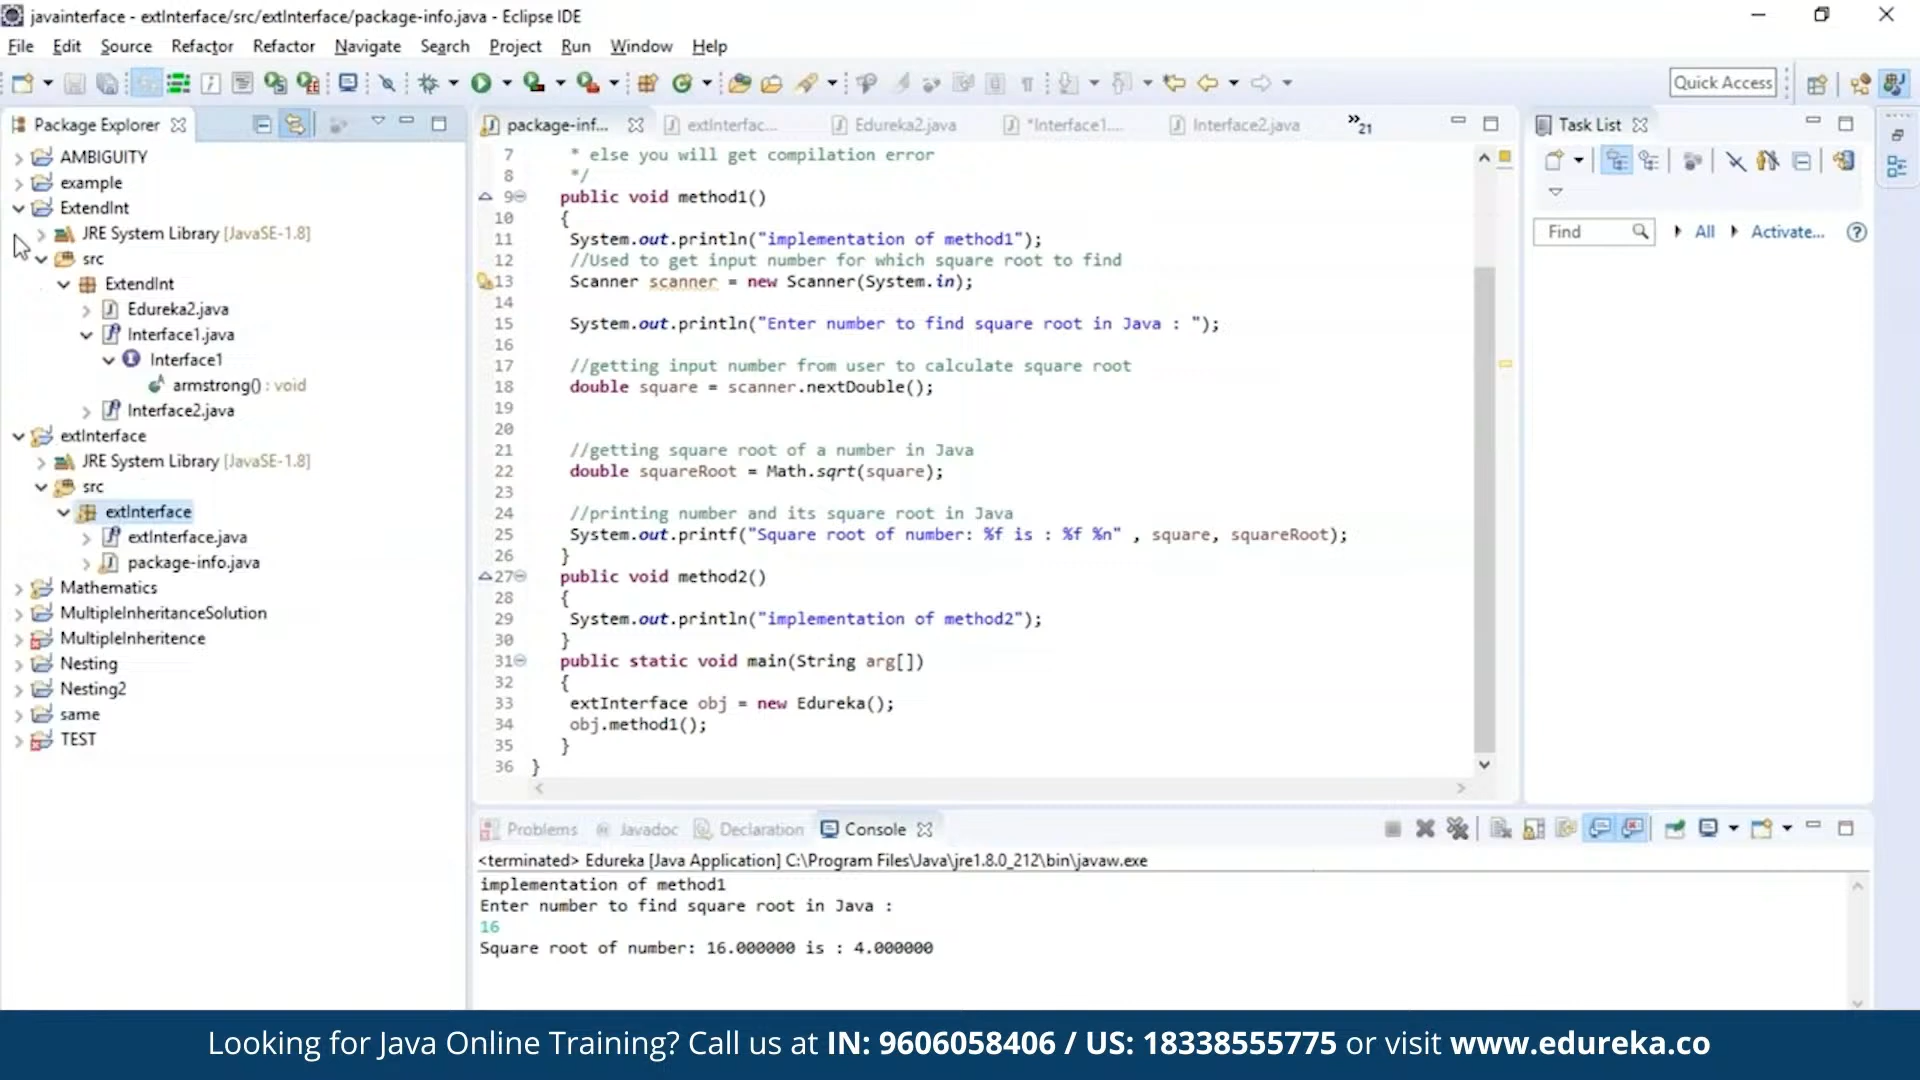 javainterface - extInterface/src/extInterface/package-info.java - Eclipse IDE
File Edit Source Refactor Refactor Navigate Search Project Run Window Help
Quick Access
Package Explorer
AMBIGUITY
example
ExtendInt
JRE System Library [JavaSE-1.8]
src
ExtendInt
Edureka2.java
Interface1.java
Interface1
armstrong() : void
Interface2.java
extInterface
JRE System Library [JavaSE-1.8]
src
extInterface
extInterface.java
package-info.java
Mathematics
MultipleInheritanceSolution
MultipleInheritence
Nesting
Nesting2
same
TEST
package-inf... extInterfac... Edureka2.java *Interface1.... Interface2.java »21
7 * else you will get compilation error
8 */
9 public void method1()
10 {
11 System.out.println("implementation of method1");
12 //Used to get input number for which square root to find
13 Scanner scanner = new Scanner(System.in);
14
15 System.out.println("Enter number to find square root in Java : ");
16
17 //getting input number from user to calculate square root
18 double square = scanner.nextDouble();
19
20
21 //getting square root of a number in Java
22 double squareRoot = Math.sqrt(square);
23
24 //printing number and its square root in Java
25 System.out.printf("Square root of number: %f is : %f %n" , square, squareRoot);
26 }
27 public void method2()
28 {
29 System.out.println("implementation of method2");
30 }
31 public static void main(String arg[])
32 {
33 extInterface obj = new Edureka();
34 obj.method1();
35 }
36 }
Task List
Find All Activate...
Problems Javadoc Declaration Console
<terminated> Edureka [Java Application] C:\Program Files\Java\jre1.8.0_212\bin\javaw.exe
implementation of method1
Enter number to find square root in Java :
16
Square root of number: 16.000000 is : 4.000000
Looking for Java Online Training? Call us at IN: 9606058406 / US: 18338555775 or visit www.edureka.co